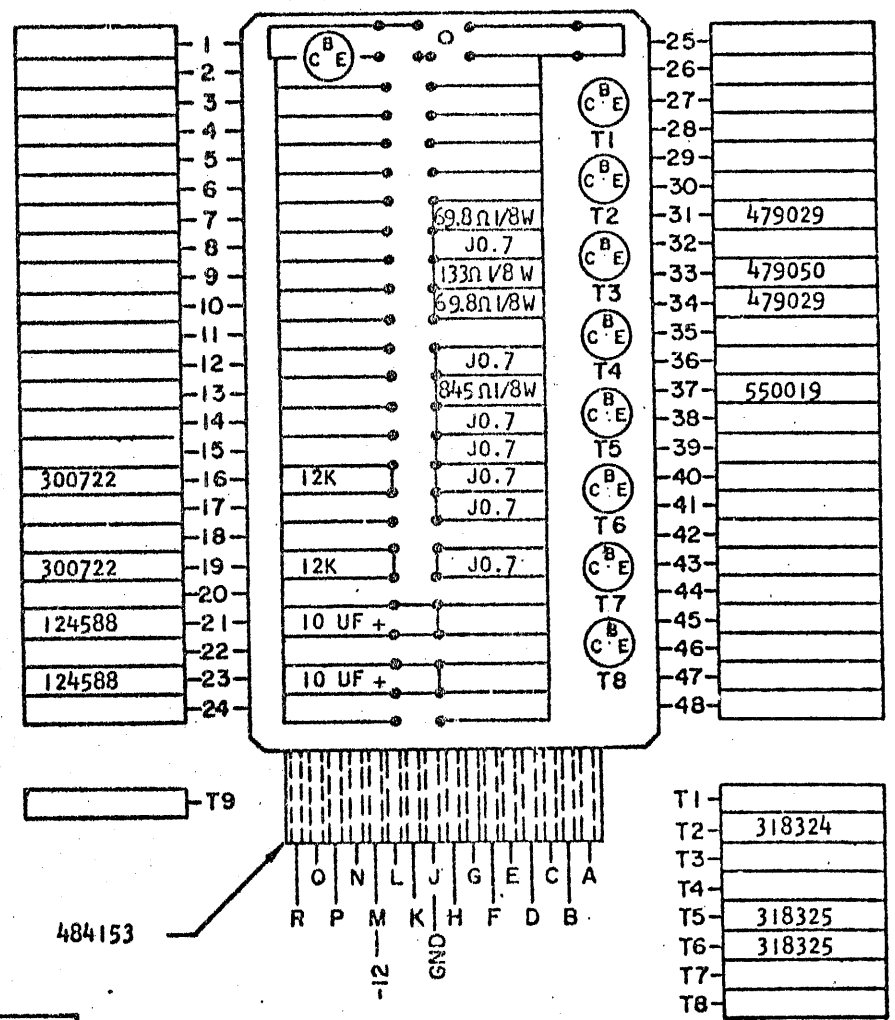 1
2
3
4
5
6
7
8
9
10
11
12
13
14
15
300722 16
17
18
300722 19
20
124588 21
22
124588 23
24
B
C E
12K
12K
10 UF +
10 UF +
69.8Ω 1/8W
J0.7
133Ω 1/8 W
69.8Ω 1/8W
J0.7
845Ω 1/8W
J0.7
J0.7
J0.7
J0.7
J0.7
B
C E
T1
B
C E
T2
B
C E
T3
B
C E
T4
B
C E
T5
B
C E
T6
B
C E
T7
B
C E
T8
25
26
27
28
29
30
31 479029
32
33 479050
34 479029
35
36
37 550019
38
39
40
41
42
43
44
45
46
47
48
T9
484153
Q N L J G E C A
R P M K H F D B
-12
GND
T1
T2 318324
T3
T4
T5 318325
T6 318325
T7
T8